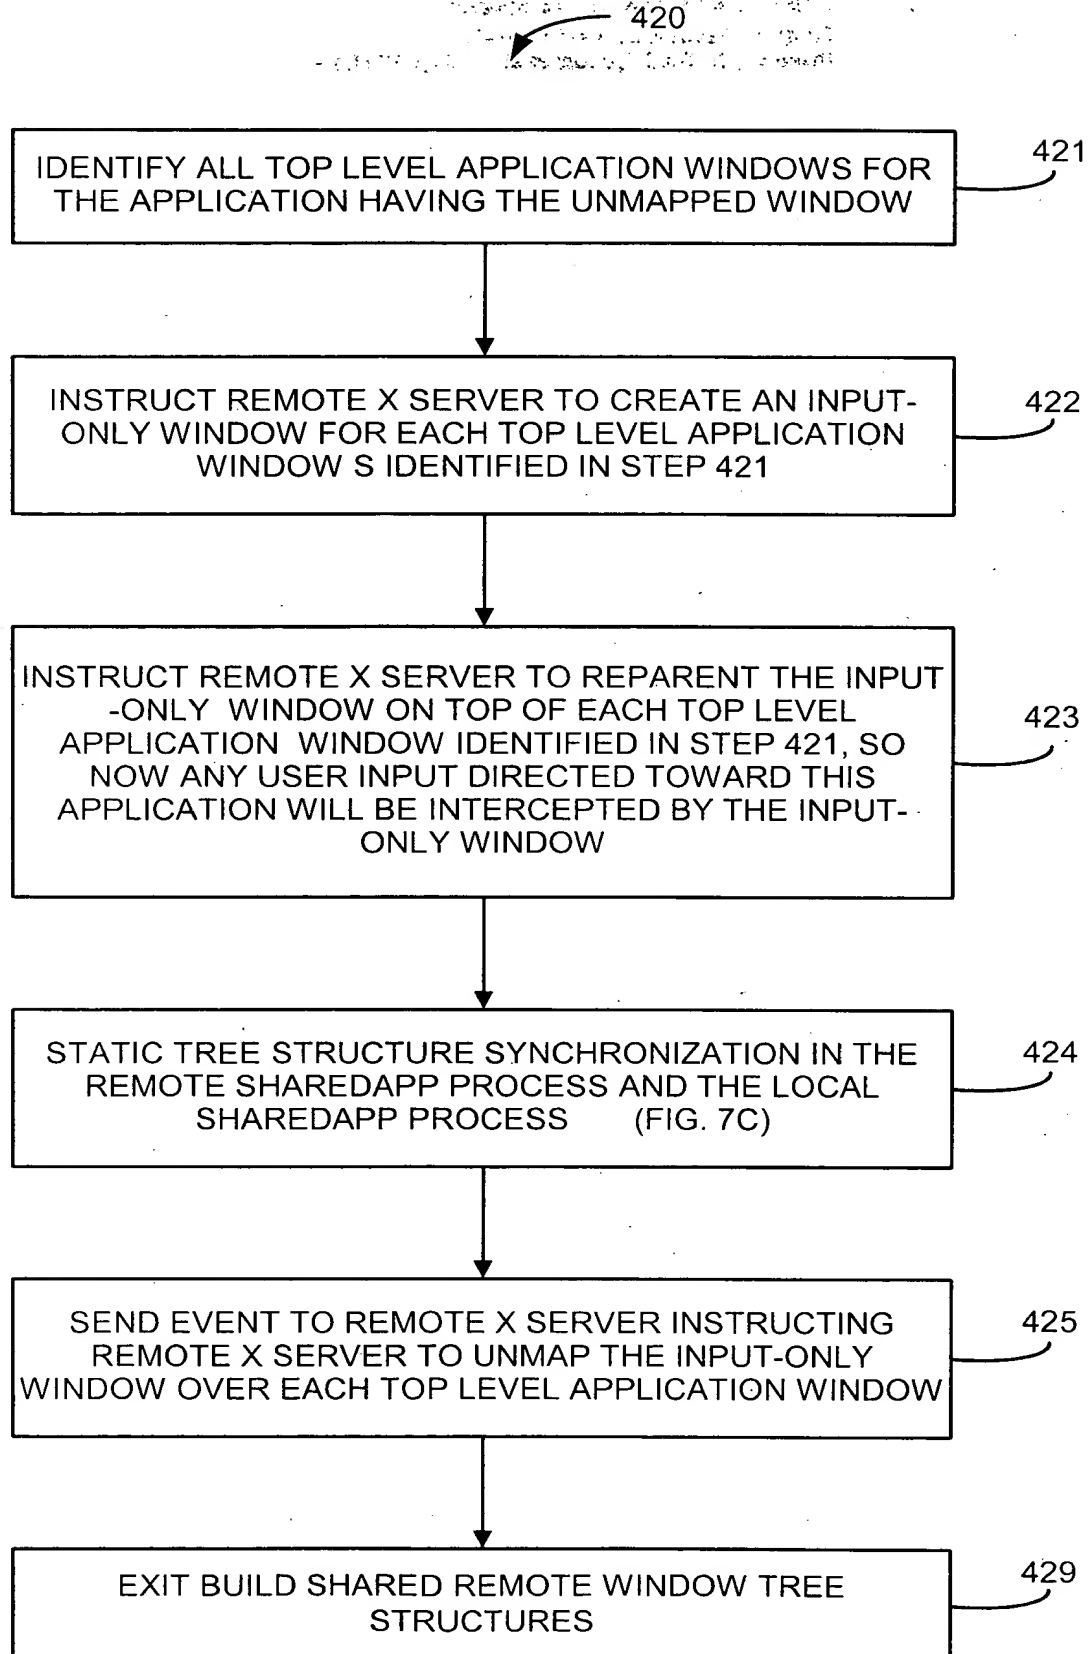 420
IDENTIFY ALL TOP LEVEL APPLICATION WINDOWS FOR
THE APPLICATION HAVING THE UNMAPPED WINDOW
421
INSTRUCT REMOTE X SERVER TO CREATE AN INPUT-
ONLY WINDOW FOR EACH TOP LEVEL APPLICATION
WINDOW S IDENTIFIED IN STEP 421
422
INSTRUCT REMOTE X SERVER TO REPARENT THE INPUT
-ONLY WINDOW ON TOP OF EACH TOP LEVEL
APPLICATION WINDOW IDENTIFIED IN STEP 421, SO
NOW ANY USER INPUT DIRECTED TOWARD THIS
APPLICATION WILL BE INTERCEPTED BY THE INPUT-
ONLY WINDOW
423
STATIC TREE STRUCTURE SYNCHRONIZATION IN THE
REMOTE SHAREDAPP PROCESS AND THE LOCAL
SHAREDAPP PROCESS (FIG. 7C)
424
SEND EVENT TO REMOTE X SERVER INSTRUCTING
REMOTE X SERVER TO UNMAP THE INPUT-ONLY
WINDOW OVER EACH TOP LEVEL APPLICATION WINDOW
425
EXIT BUILD SHARED REMOTE WINDOW TREE
STRUCTURES
429